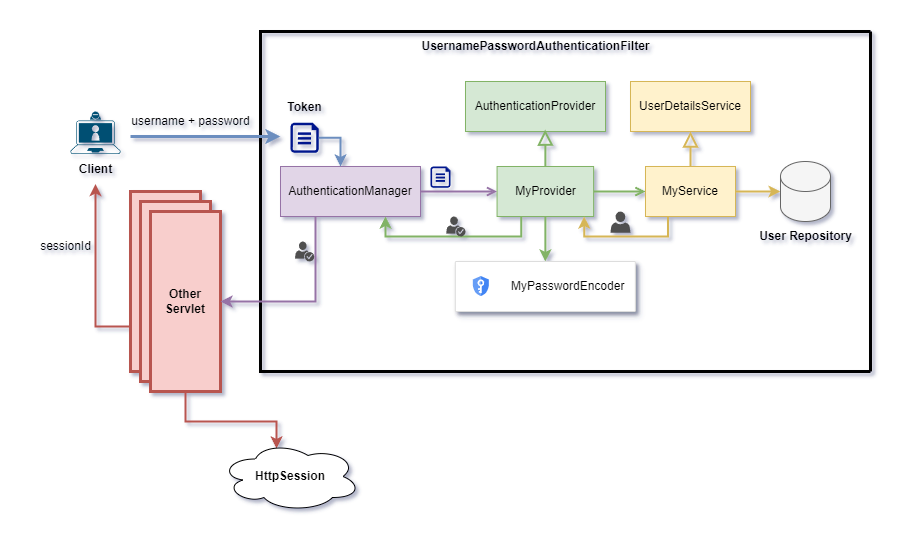 UsernamePasswordAuthenticationFilter
Token
AuthenticationProvider
UserDetailsService
username + password
Client
AuthenticationManager
MyProvider
MyService
User Repository
sessionId
Other
Servlet
MyPasswordEncoder
HttpSession